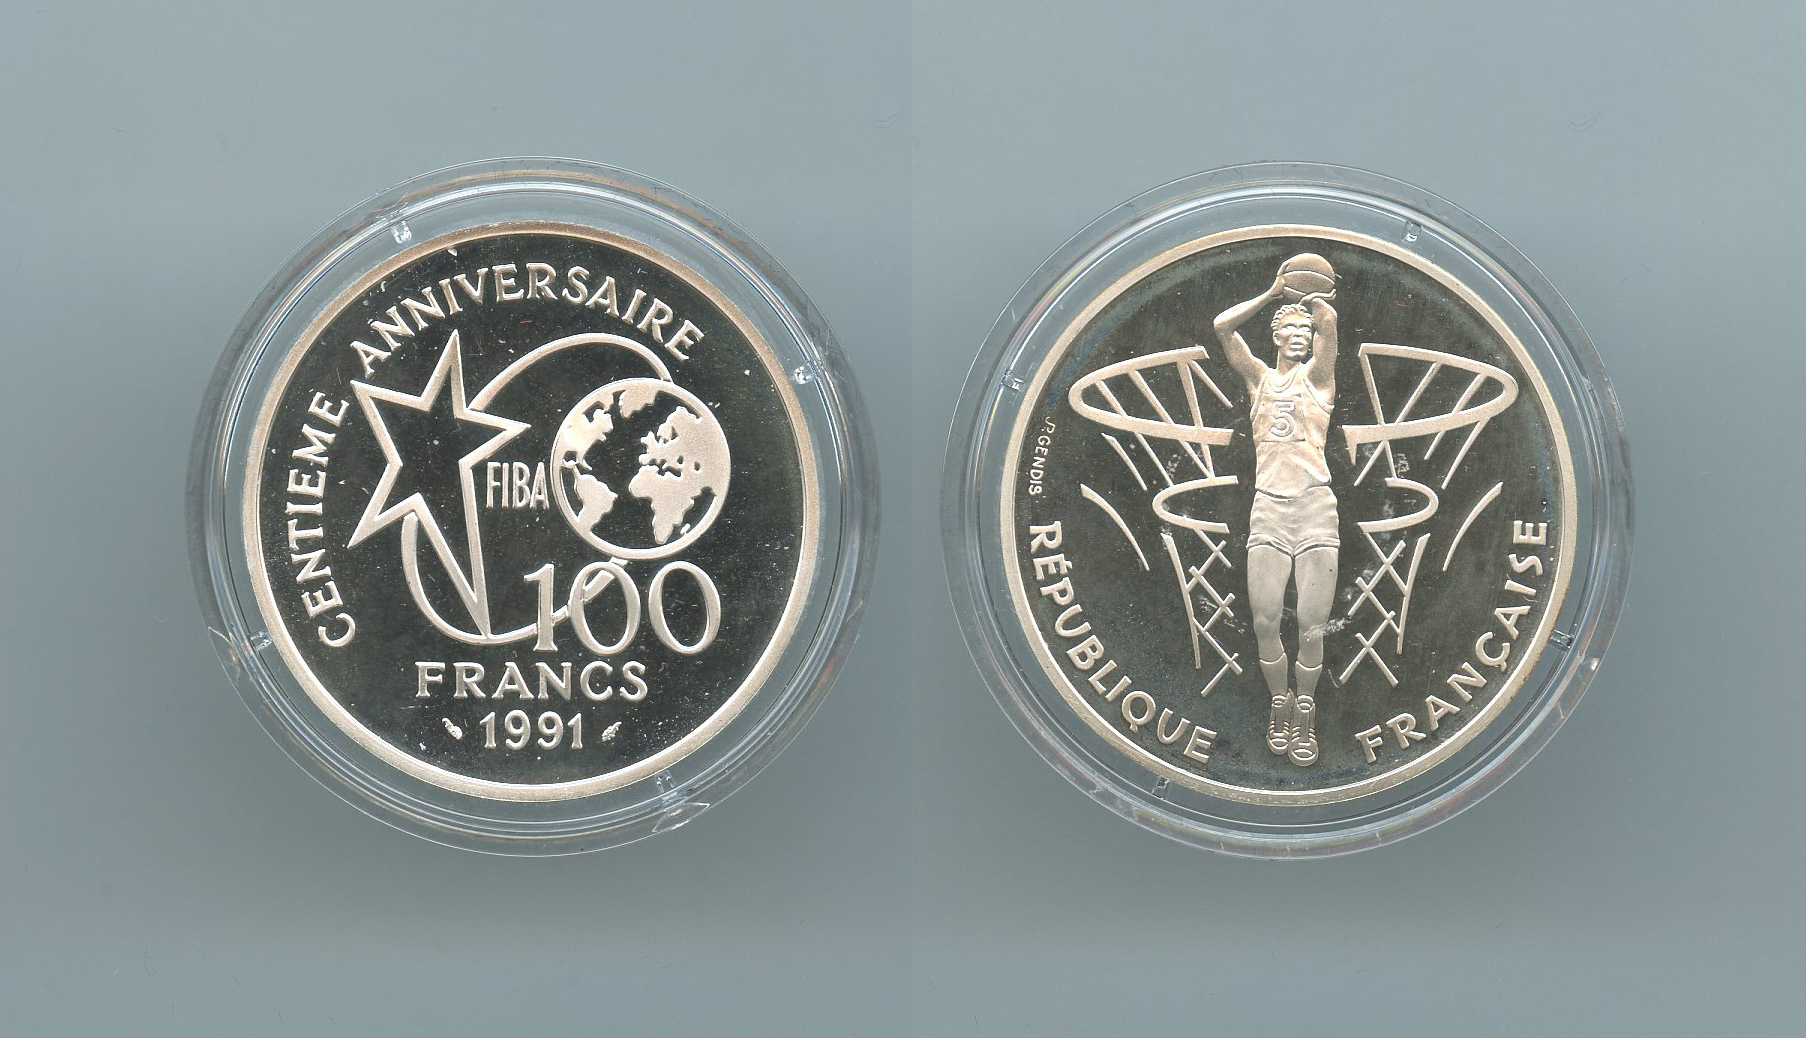 CENTIEME ANNIVERSAIRE
FIBA
100
FRANCS
1991
5
J.P. GENDIS.
RÉPUBLIQUE FRANÇAISE